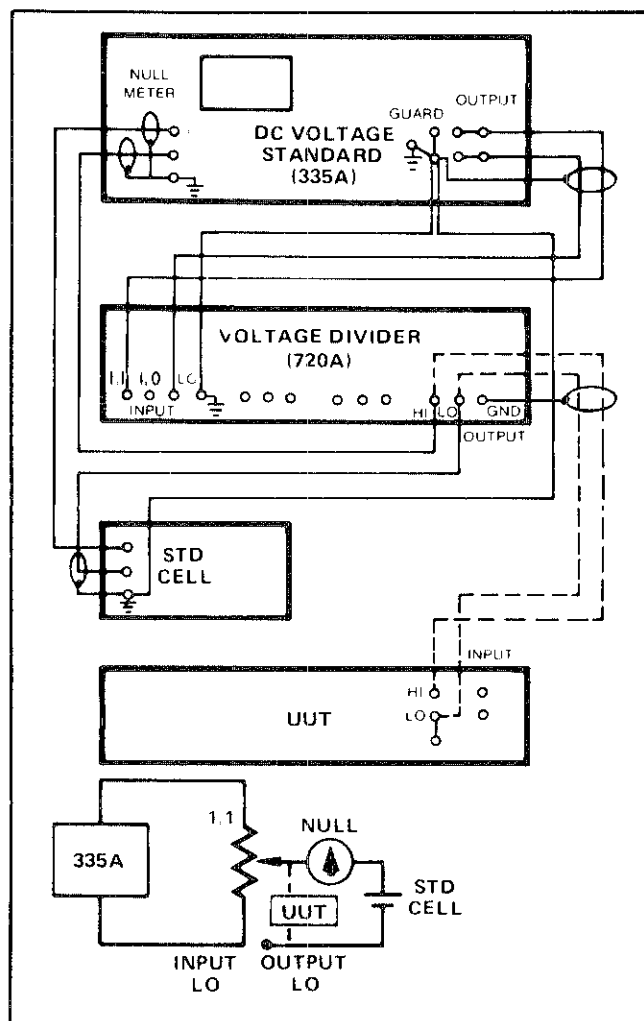 NULL
METER
GUARD
OUTPUT
DC VOLTAGE
STANDARD
(335A)
VOLTAGE DIVIDER
(720A)
1.1 1.0 LO
INPUT
HI LO GND
OUTPUT
STD
CELL
INPUT
HI
LO
UUT
1.1
NULL
335A
STD
CELL
UUT
INPUT
LO
OUTPUT
LO